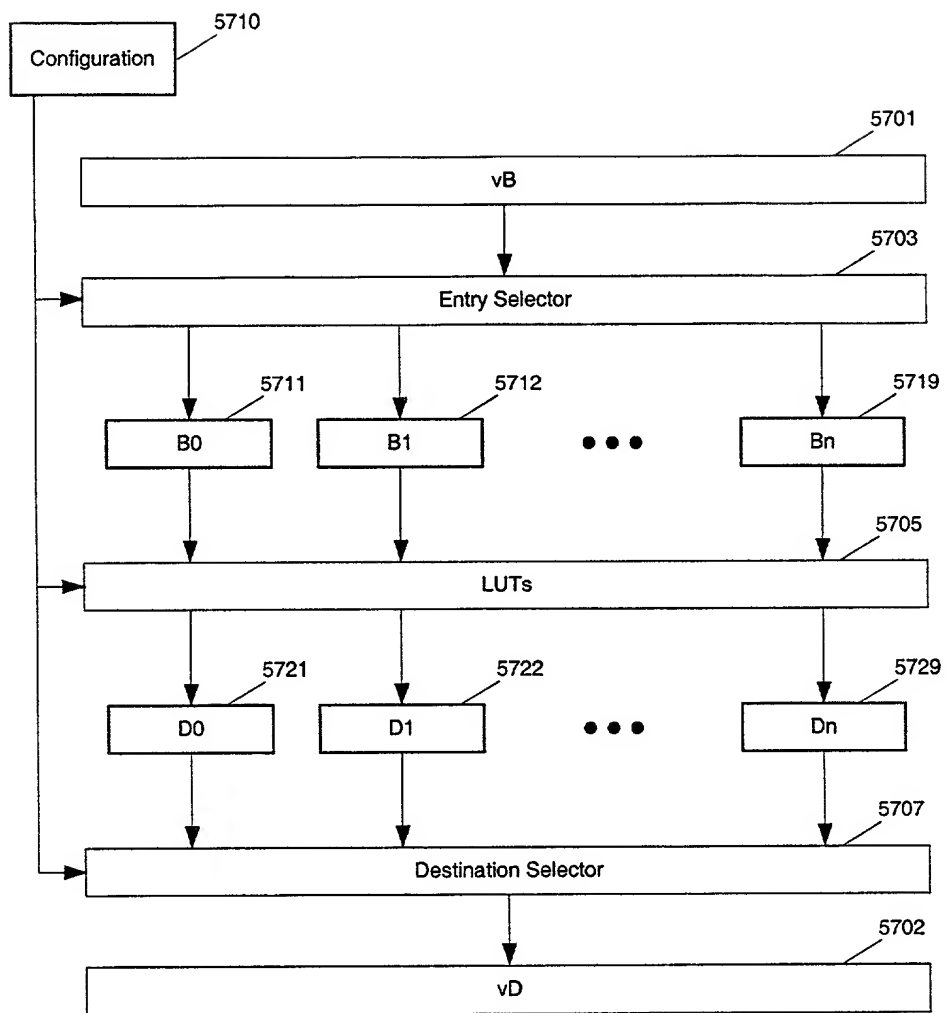 5710
Configuration
5701
vB
5703
Entry Selector
5711
5712
5719
B0
B1
Bn
5705
LUTs
5721
5722
5729
D0
D1
Dn
5707
Destination Selector
5702
vD